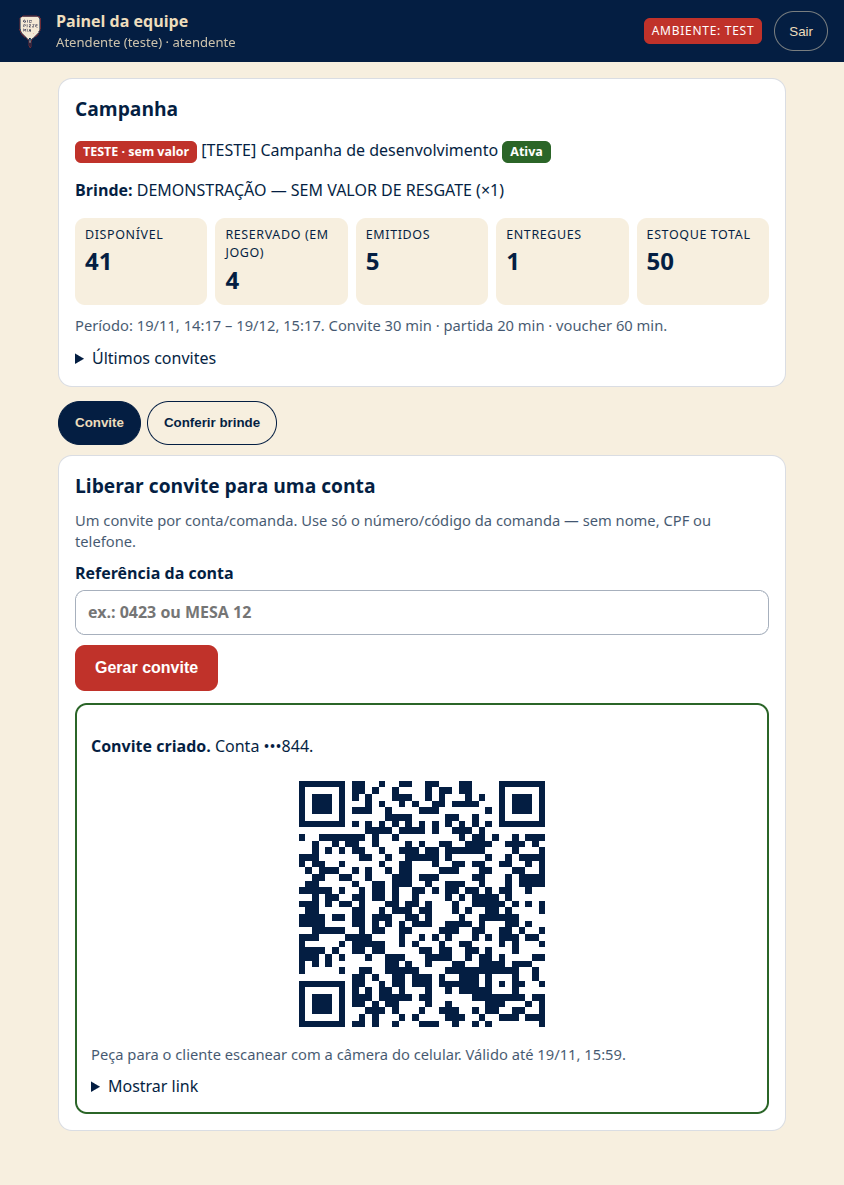 GIO
PIZZE
RIA
Painel da equipe
Atendente (teste) · atendente
AMBIENTE: TEST
Sair
Campanha
TESTE · sem valor [TESTE] Campanha de desenvolvimento Ativa
Brinde: DEMONSTRAÇÃO — SEM VALOR DE RESGATE (×1)
DISPONÍVEL
41
RESERVADO (EM
JOGO)
4
EMITIDOS
5
ENTREGUES
1
ESTOQUE TOTAL
50
Período: 19/11, 14:17 – 19/12, 15:17. Convite 30 min · partida 20 min · voucher 60 min.
Últimos convites
Convite
Conferir brinde
Liberar convite para uma conta
Um convite por conta/comanda. Use só o número/código da comanda — sem nome, CPF ou
telefone.
Referência da conta
ex.: 0423 ou MESA 12
Gerar convite
Convite criado. Conta •••844.
Peça para o cliente escanear com a câmera do celular. Válido até 19/11, 15:59.
Mostrar link